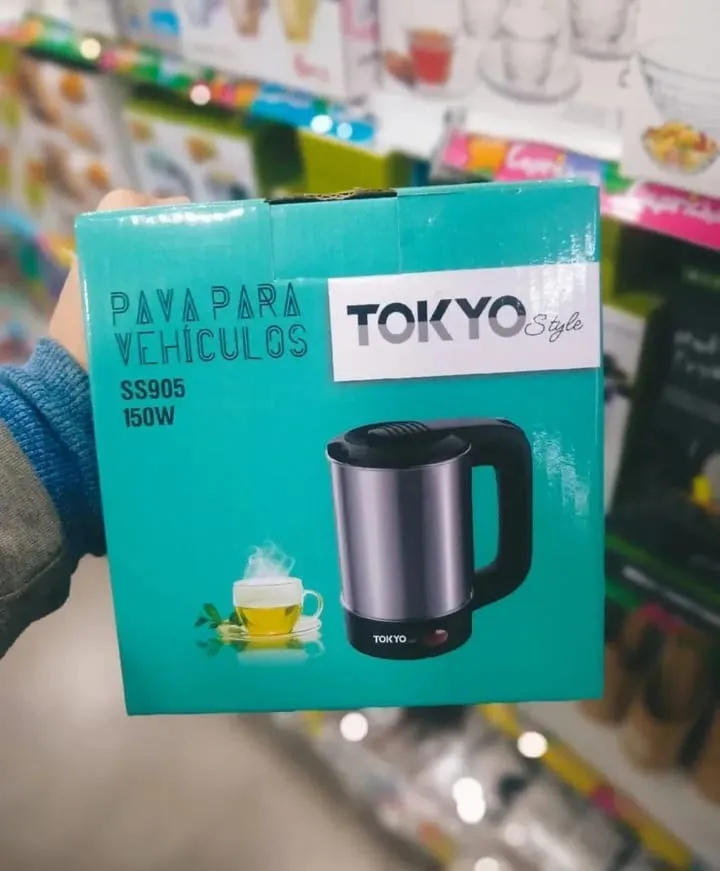 PAVA PARA
VEHÍCULOS
SS905
150W
TOKYO
Style
TOKYO